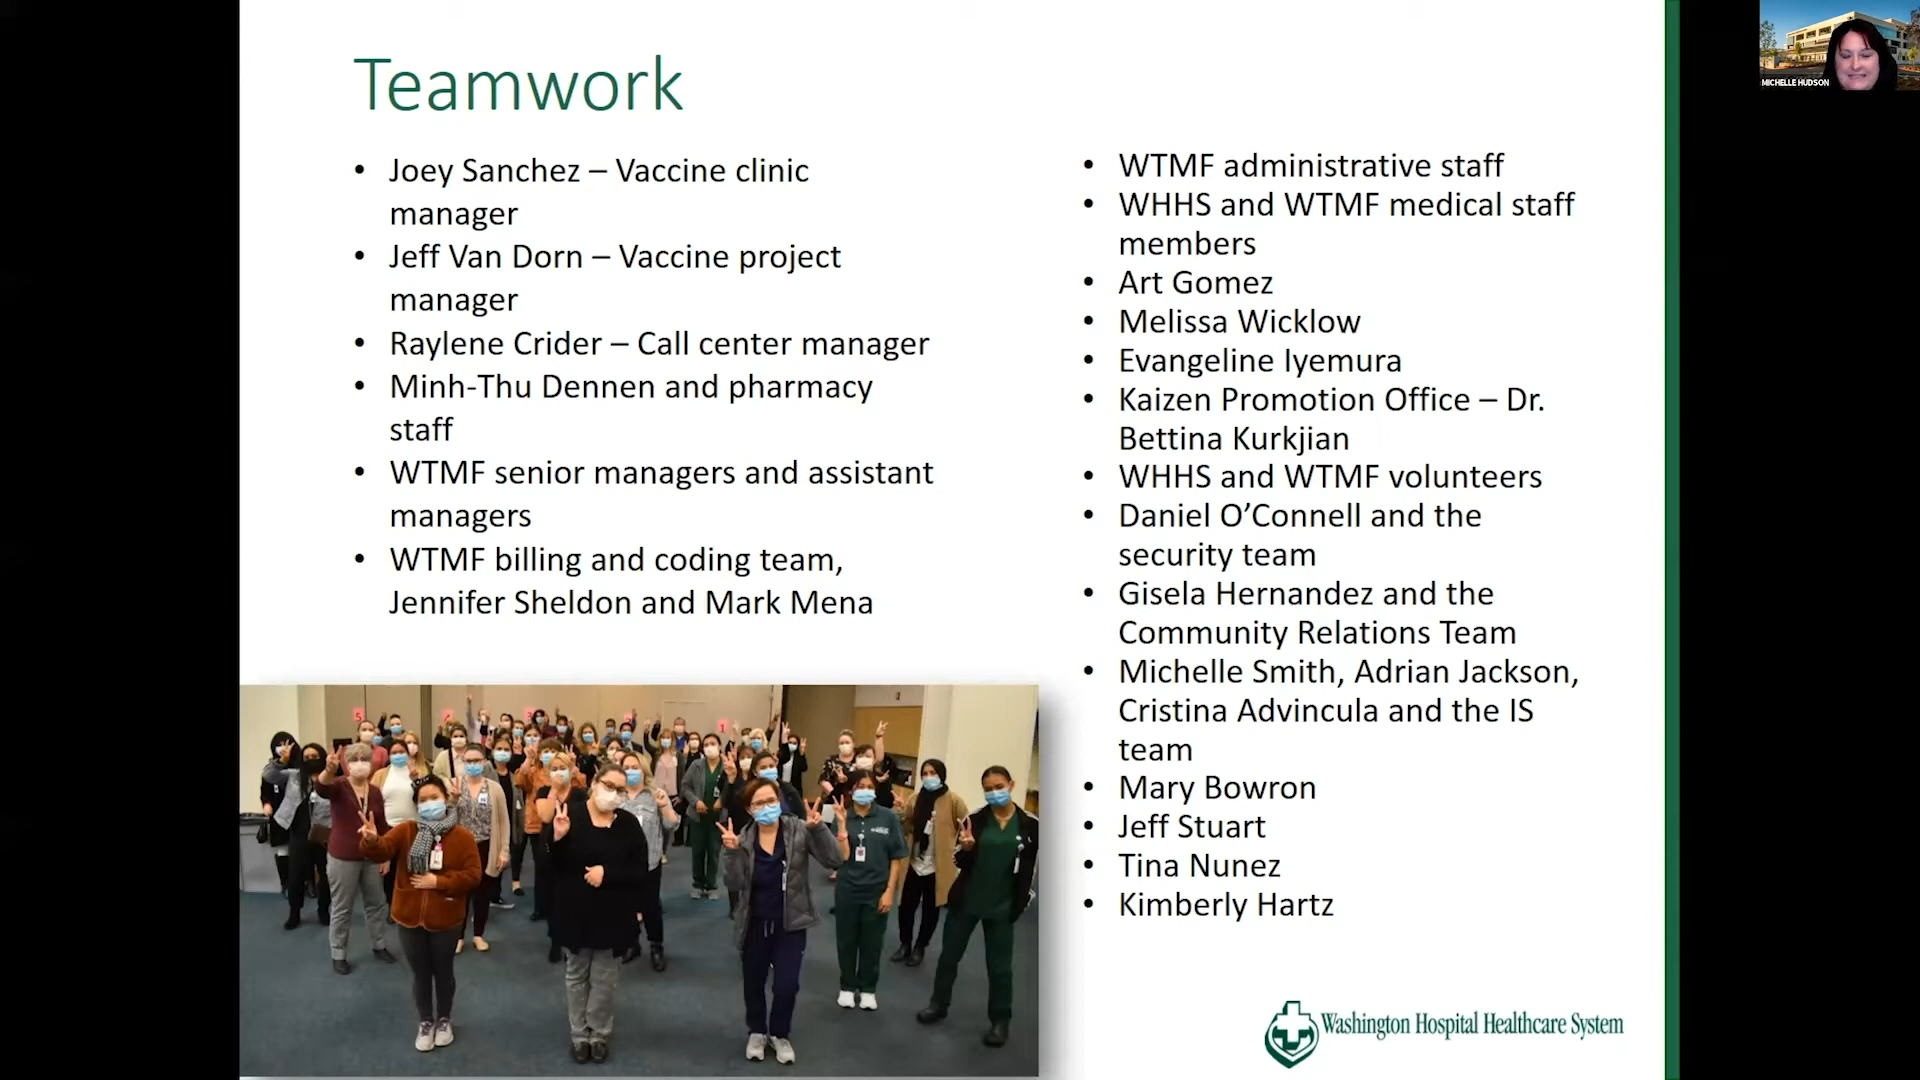 Teamwork
• Joey Sanchez – Vaccine clinic
manager
• Jeff Van Dorn – Vaccine project
manager
• Raylene Crider – Call center manager
• Minh-Thu Dennen and pharmacy
staff
• WTMF senior managers and assistant
managers
• WTMF billing and coding team,
Jennifer Sheldon and Mark Mena
• WTMF administrative staff
• WHHS and WTMF medical staff
members
• Art Gomez
• Melissa Wicklow
• Evangeline Iyemura
• Kaizen Promotion Office – Dr.
Bettina Kurkjian
• WHHS and WTMF volunteers
• Daniel O’Connell and the
security team
• Gisela Hernandez and the
Community Relations Team
• Michelle Smith, Adrian Jackson,
Cristina Advincula and the IS
team
• Mary Bowron
• Jeff Stuart
• Tina Nunez
• Kimberly Hartz
5
1
Washington Hospital Healthcare System
MICHELLE HUDSON